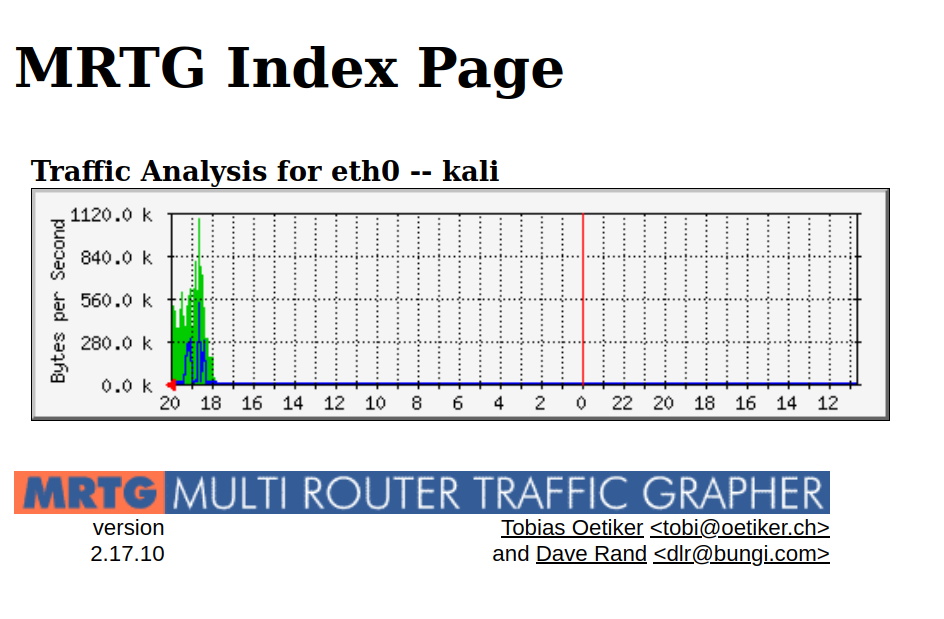 MRTG Index Page
Traffic Analysis for eth0 -- kali
Bytes per Second
1120.0 k
840.0 k
560.0 k
280.0 k
0.0 k
20 18 16 14 12 10 8 6 4 2 0 22 20 18 16 14 12
MRTG MULTI ROUTER TRAFFIC GRAPHER
version Tobias Oetiker <tobi@oetiker.ch>
2.17.10 and Dave Rand <dlr@bungi.com>